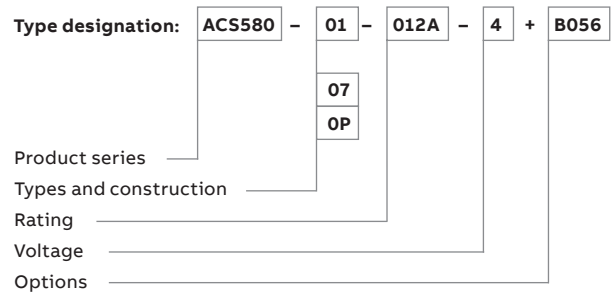 Type designation: ACS580 – 01 – 012A – 4 + B056
07
0P
Product series
Types and construction
Rating
Voltage
Options